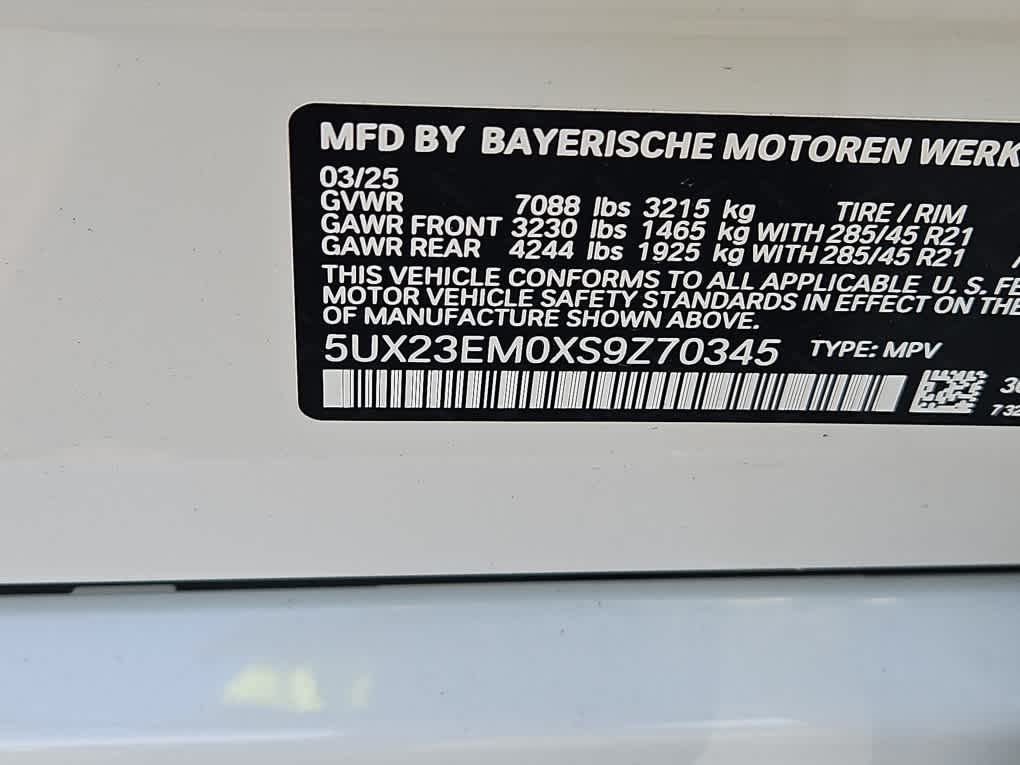 MFD BY BAYERISCHE MOTOREN WERK
03/25
GVWR 7088 lbs 3215 kg TIRE / RIM
GAWR FRONT 3230 lbs 1465 kg WITH 285/45 R21
GAWR REAR 4244 lbs 1925 kg WITH 285/45 R21
THIS VEHICLE CONFORMS TO ALL APPLICABLE U. S. FE
MOTOR VEHICLE SAFETY STANDARDS IN EFFECT ON THE
OF MANUFACTURE SHOWN ABOVE.
5UX23EM0XS9Z70345 TYPE: MPV
7 32